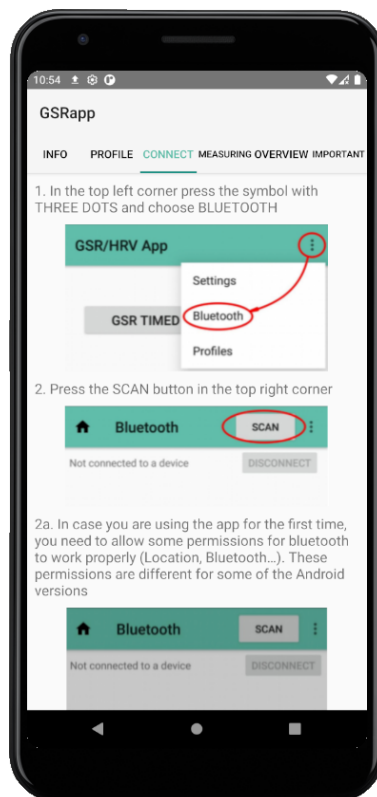 10:54
GSRapp
INFO PROFILE CONNECT MEASURING OVERVIEW IMPORTANT
1. In the top left corner press the symbol with
THREE DOTS and choose BLUETOOTH
GSR/HRV App
Settings
GSR TIMED
Bluetooth
Profiles
2. Press the SCAN button in the top right corner
Bluetooth SCAN
Not connected to a device DISCONNECT
2a. In case you are using the app for the first time,
you need to allow some permissions for bluetooth
to work properly (Location, Bluetooth...). These
permissions are different for some of the Android
versions
Bluetooth SCAN
Not connected to a device DISCONNECT